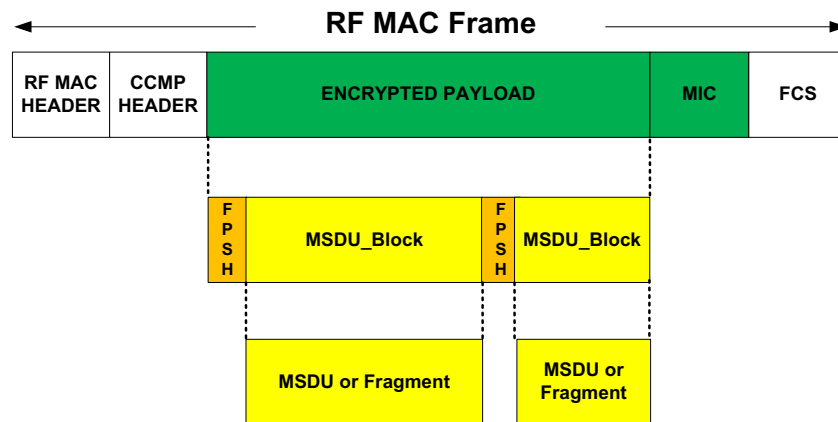 RF MAC Frame
RF MAC
HEADER
CCMP
HEADER
ENCRYPTED PAYLOAD
MIC
FCS
F
P
S
H
MSDU_Block
F
P
S
H
MSDU_Block
MSDU or Fragment
MSDU or
Fragment